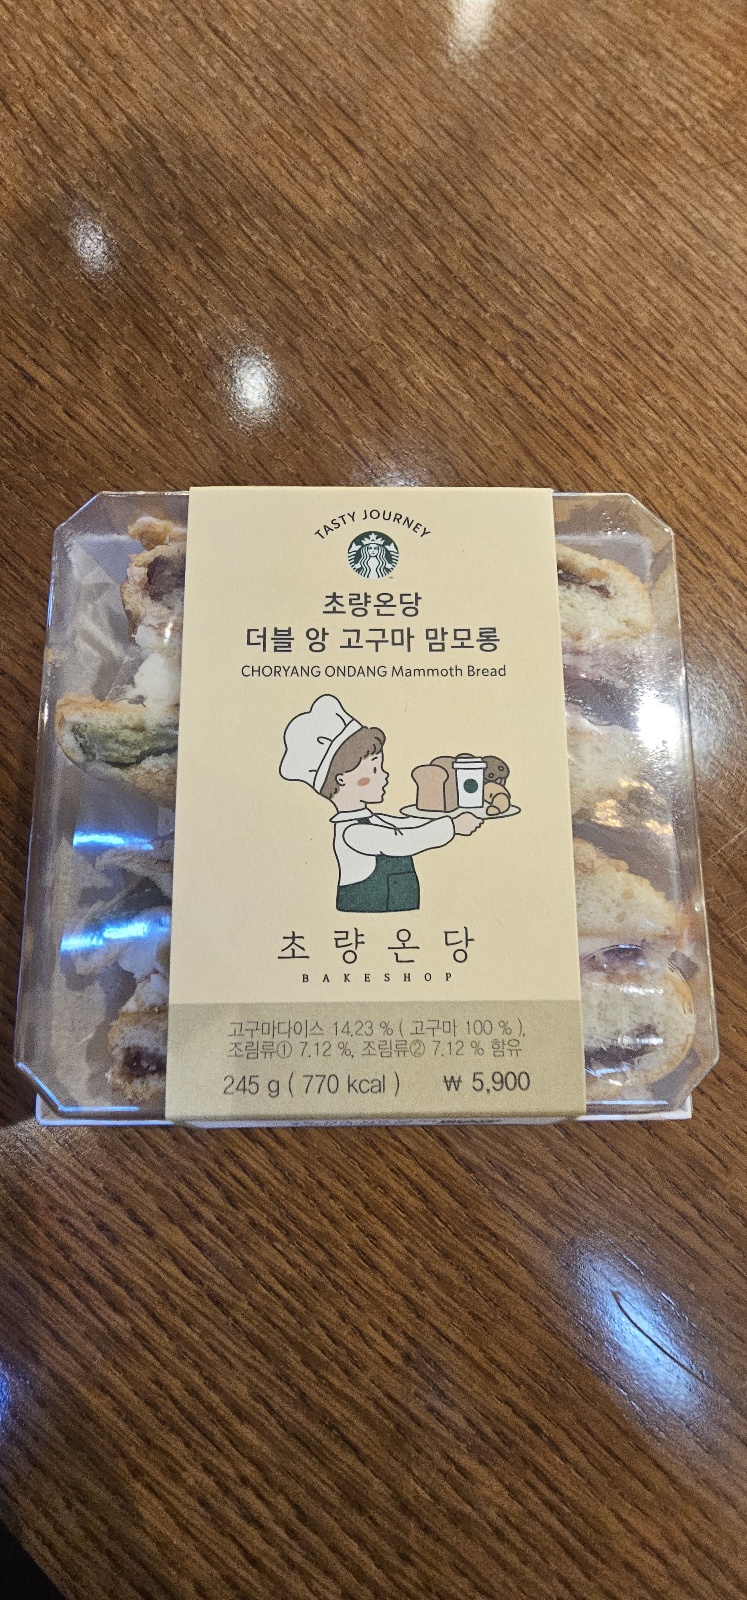 TASTY JOURNEY
초량온당
더블 앙 고구마 맘모롱
CHORYANG ONDANG Mammoth Bread
초량온당
BAKESHOP
고구마다이스 14.23 % ( 고구마 100 % ),
조림류① 7.12 %, 조림류② 7.12 % 함유
245 g ( 770 kcal ) ₩ 5,900